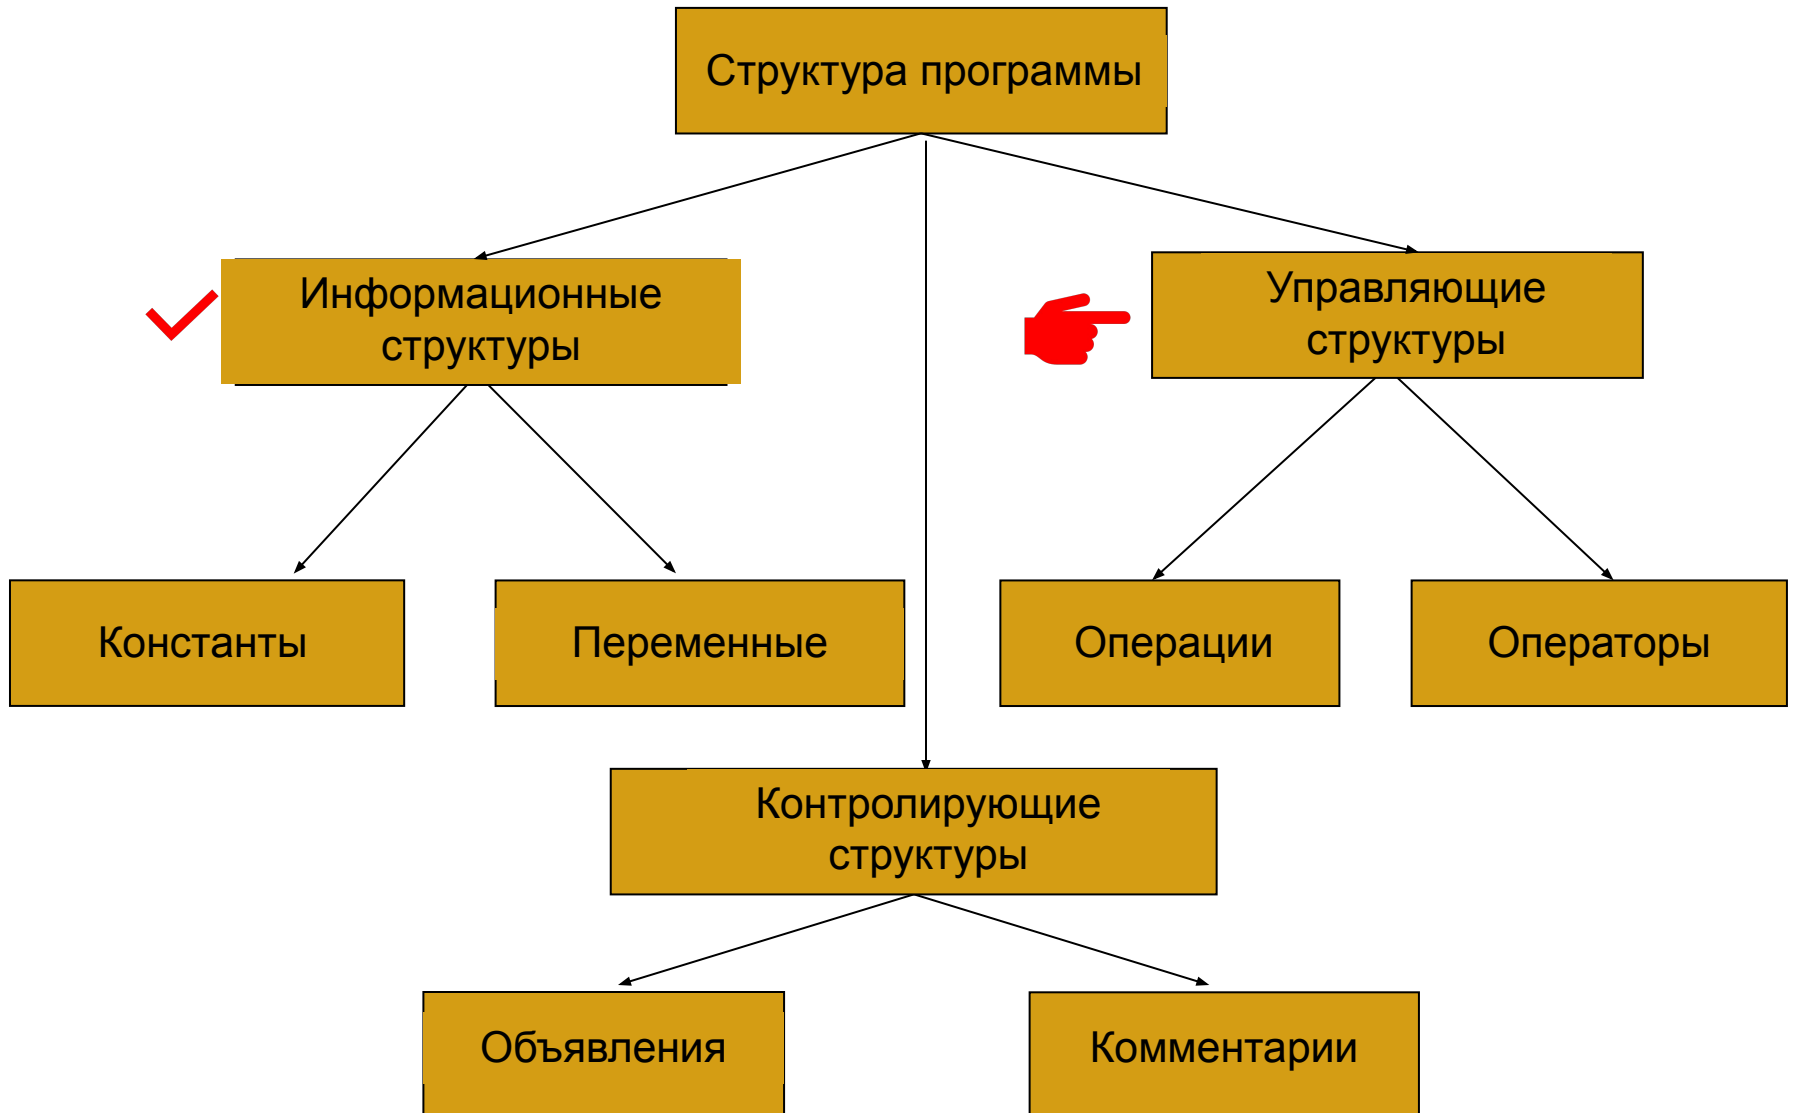 Структура программы
Информационные
структуры
Управляющие
структуры
Константы
Переменные
Операции
Операторы
Контролирующие
структуры
Объявления
Комментарии